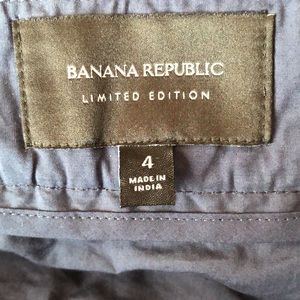 BANANA REPUBLIC
LIMITED EDITION
4
MADE IN
INDIA